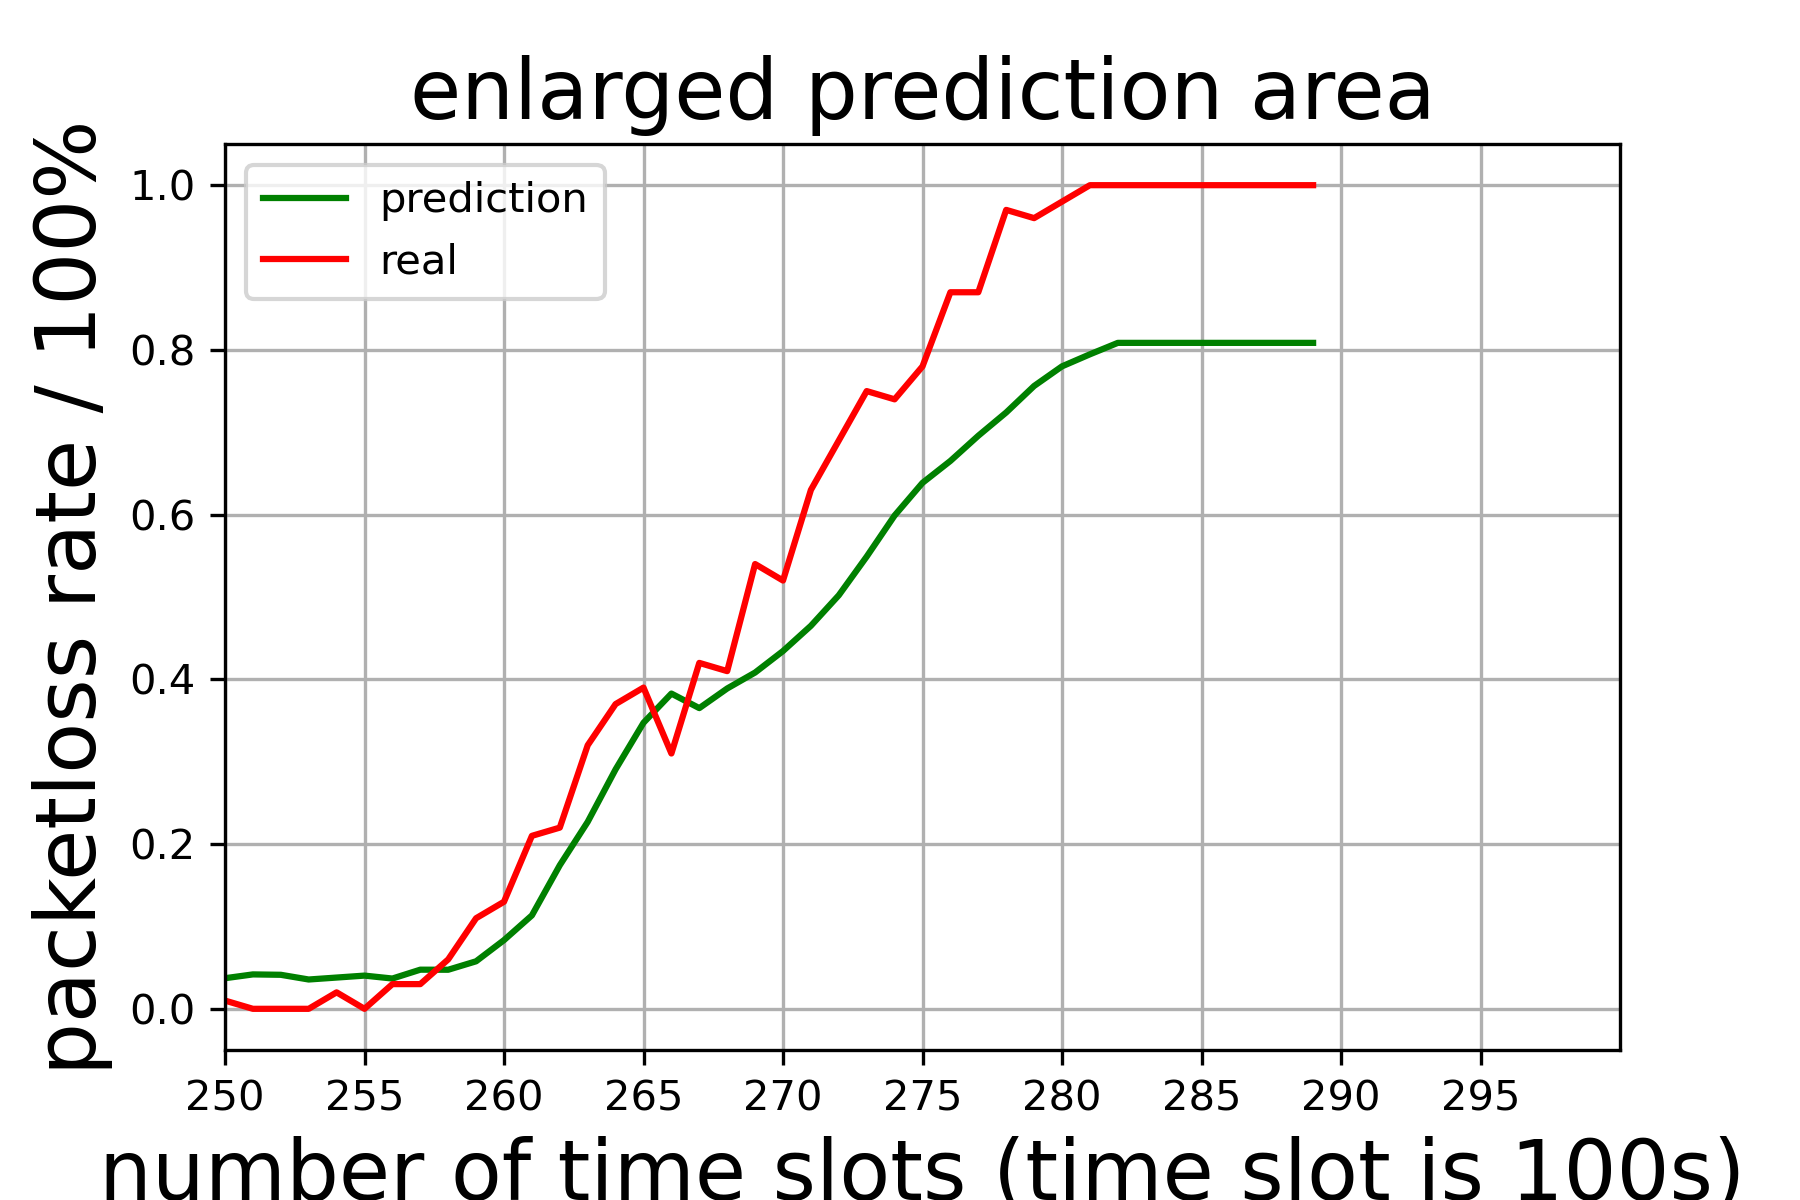 enlarged prediction area
prediction
real
packetloss rate / 100%
1.0
0.8
0.6
0.4
0.2
0.0
250 255 260 265 270 275 280 285 290 295
number of time slots (time slot is 100s)